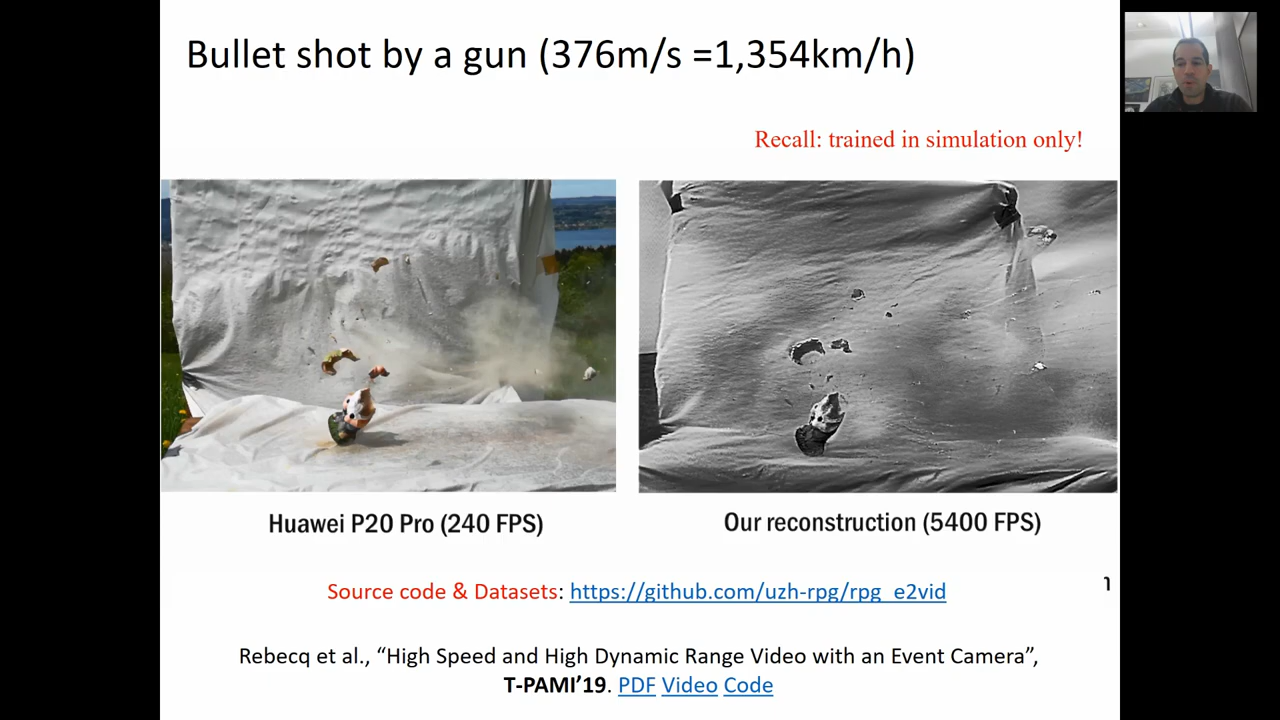 Bullet shot by a gun (376m/s =1,354km/h)
Recall: trained in simulation only!
Huawei P20 Pro (240 FPS)
Our reconstruction (5400 FPS)
Source code & Datasets: https://github.com/uzh-rpg/rpg_e2vid
Rebecq et al., “High Speed and High Dynamic Range Video with an Event Camera”,
T-PAMI’19. PDF Video Code